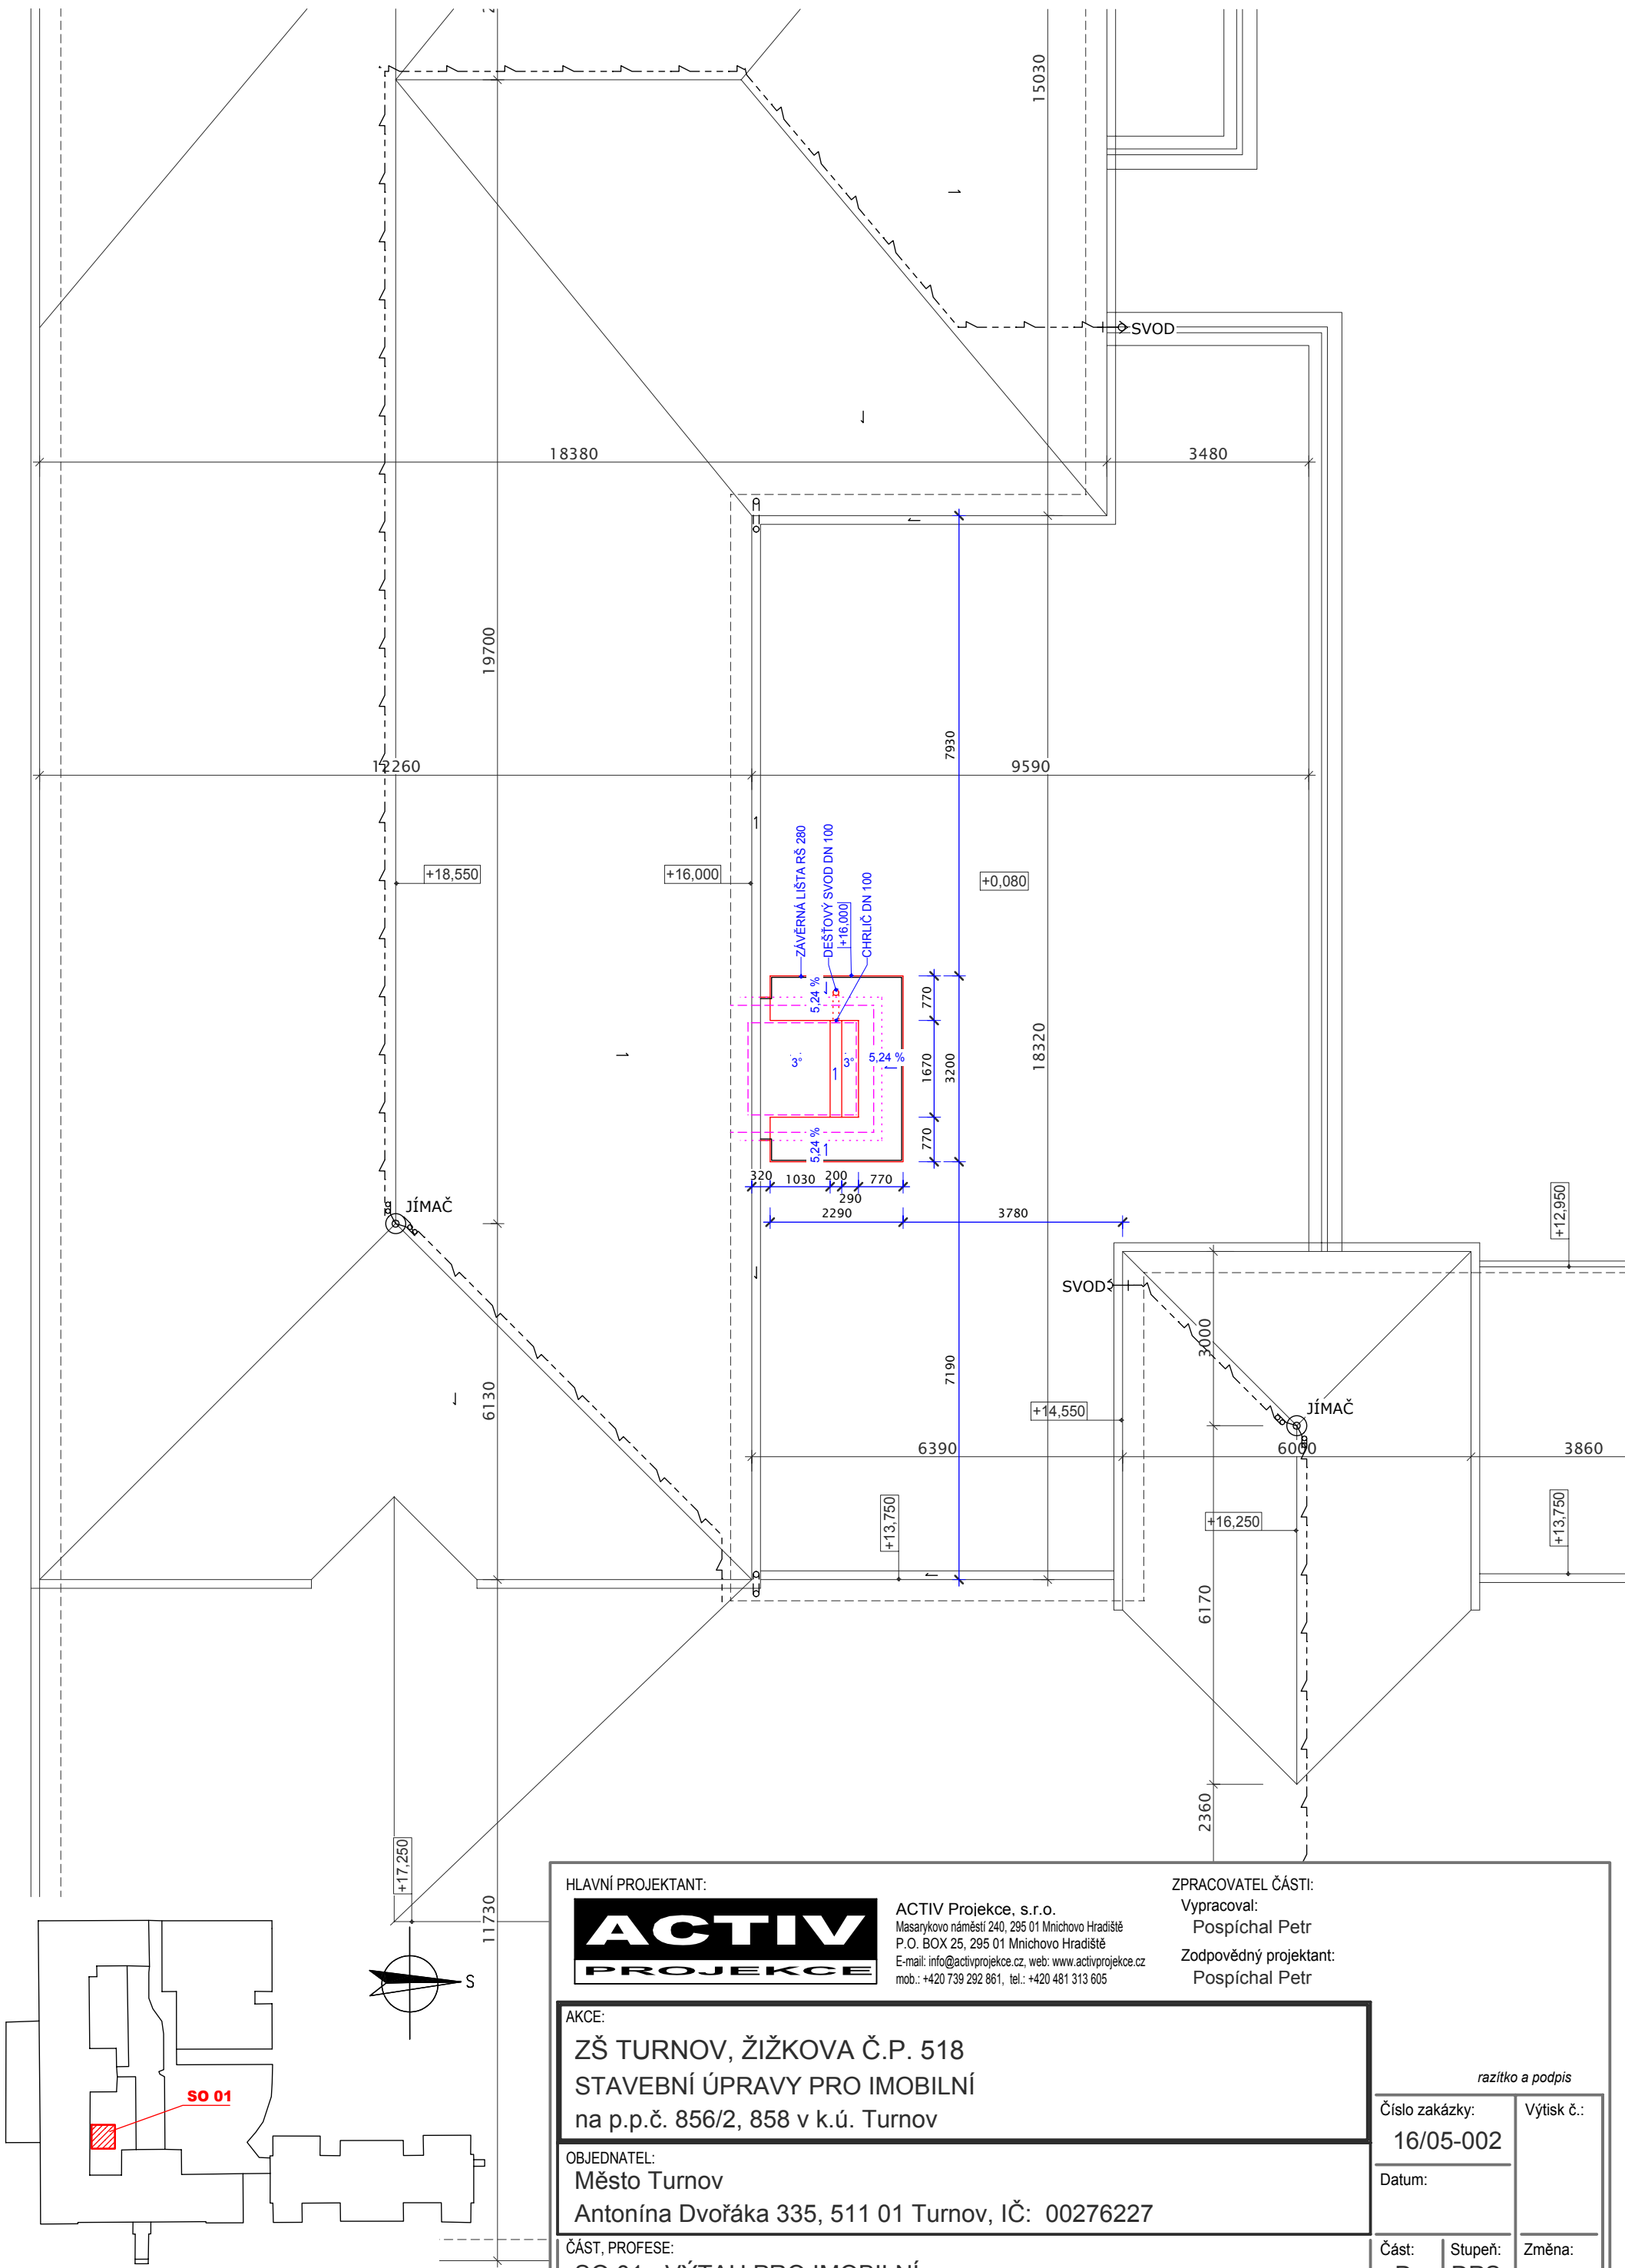 15030
SVOD
18380
3480
19700
7930
12260
9590
+18,550
+16,000
+0,080
ZÁVĚRNÁ LIŠTA RŠ 280
DEŠŤOVÝ SVOD DN 100
+16,000
CHRLIČ DN 100
5,24 %
770
3°
3°
5,24 %
1670
3200
18320
5,24 %
770
320
1030
200
770
290
2290
3780
JÍMAČ
+12,950
SVOD
3000
6130
7190
+14,550
JÍMAČ
6390
6000
3860
+13,750
+16,250
+13,750
6170
2360
+17,250
11730
S
SO 01
HLAVNÍ PROJEKTANT:
ACTIV
PROJEKCE
ACTIV Projekce, s.r.o.
Masarykovo náměstí 240, 295 01 Mnichovo Hradiště
P.O. BOX 25, 295 01 Mnichovo Hradiště
E-mail: info@activprojekce.cz, web: www.activprojekce.cz
mob.: +420 739 292 861, tel.: +420 481 313 605
ZPRACOVATEL ČÁSTI:
Vypracoval:
Pospíchal Petr
Zodpovědný projektant:
Pospíchal Petr
AKCE:
ZŠ TURNOV, ŽIŽKOVA Č.P. 518
STAVEBNÍ ÚPRAVY PRO IMOBILNÍ
na p.p.č. 856/2, 858 v k.ú. Turnov
razítko a podpis
Číslo zakázky:
16/05-002
Výtisk č.:
OBJEDNATEL:
Město Turnov
Antonína Dvořáka 335, 511 01 Turnov, IČ: 00276227
Datum:
ČÁST, PROFESE:
SO 01 - VÝTAH PRO IMOBILNÍ
Část:
Stupeň:
Změna: